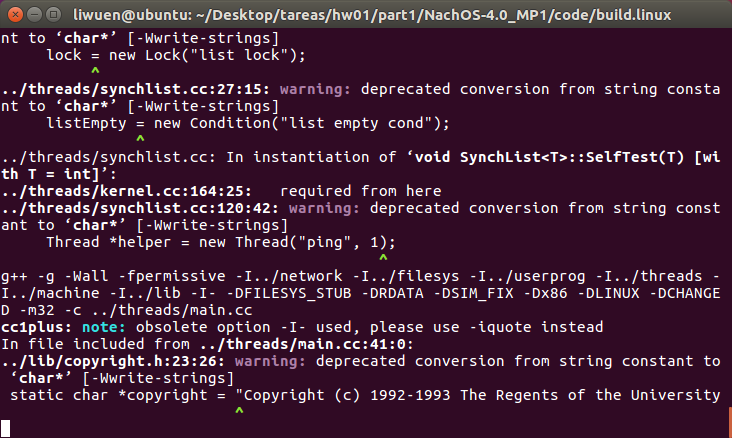 liwuen@ubuntu: ~/Desktop/tareas/hw01/part1/NachOS-4.0_MP1/code/build.linux
nt to ‘char*’ [-Wwrite-strings]
     lock = new Lock("list lock");
          ^
../threads/synchlist.cc:27:15: warning: deprecated conversion from string consta
nt to ‘char*’ [-Wwrite-strings]
     listEmpty = new Condition("list empty cond");
               ^
../threads/synchlist.cc: In instantiation of ‘void SynchList<T>::SelfTest(T) [wi
th T = int]’:
../threads/kernel.cc:164:25:   required from here
../threads/synchlist.cc:120:42: warning: deprecated conversion from string const
ant to ‘char*’ [-Wwrite-strings]
     Thread *helper = new Thread("ping", 1);
                                          ^
g++ -g -Wall -fpermissive -I../network -I../filesys -I../userprog -I../threads -
I../machine -I../lib -I- -DFILESYS_STUB -DRDATA -DSIM_FIX -Dx86 -DLINUX -DCHANGE
D -m32 -c ../threads/main.cc
cc1plus: note: obsolete option -I- used, please use -iquote instead
In file included from ../threads/main.cc:41:0:
../lib/copyright.h:23:26: warning: deprecated conversion from string constant to
 ‘char*’ [-Wwrite-strings]
 static char *copyright = "Copyright (c) 1992-1993 The Regents of the University
                          ^